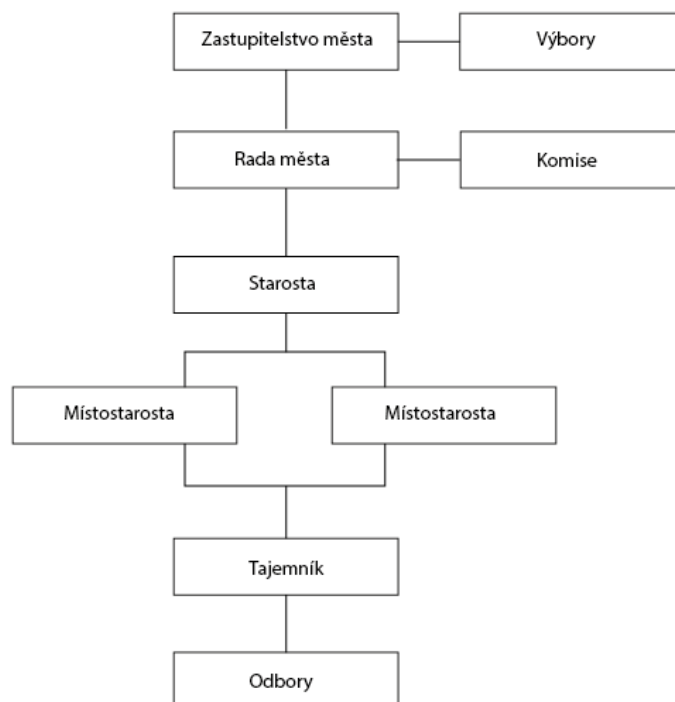 Zastupitelstvo města
Výbory
Rada města
Komise
Starosta
Místostarosta
Místostarosta
Tajemník
Odbory